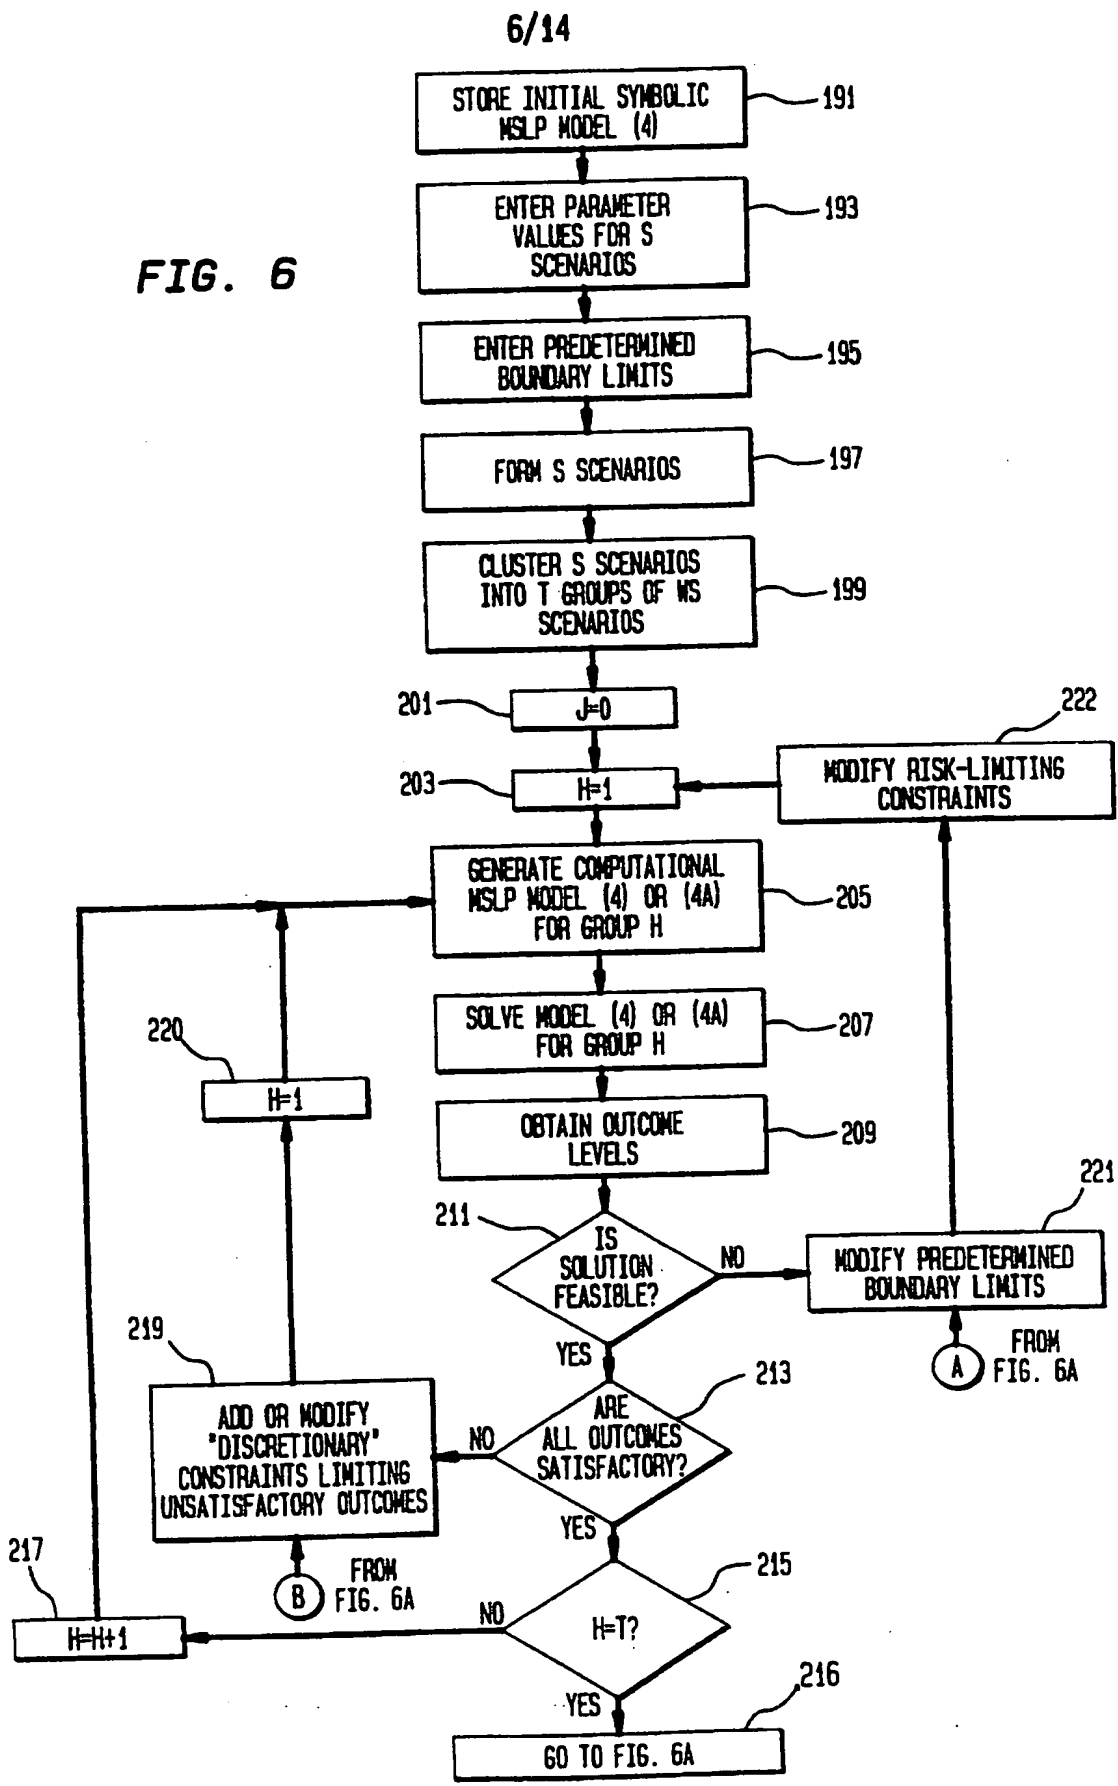 6/14
STORE INITIAL SYMBOLIC
MSLP MODEL (4)
191
ENTER PARAMETER
VALUES FOR S
SCENARIOS
193
FIG. 6
ENTER PREDETERMINED
BOUNDARY LIMITS
195
FORM S SCENARIOS
197
CLUSTER S SCENARIOS
INTO T GROUPS OF WS
SCENARIOS
199
201
J=0
222
203
H=1
MODIFY RISK-LIMITING
CONSTRAINTS
GENERATE COMPUTATIONAL
MSLP MODEL (4) OR (4A)
FOR GROUP H
205
SOLVE MODEL (4) OR (4A)
FOR GROUP H
207
220
H=1
OBTAIN OUTCOME
LEVELS
209
211
IS
SOLUTION
FEASIBLE?
NO
221
MODIFY PREDETERMINED
BOUNDARY LIMITS
YES
A
FROM
FIG. 6A
219
ADD OR MODIFY
"DISCRETIONARY"
CONSTRAINTS LIMITING
UNSATISFACTORY OUTCOMES
NO
ARE
ALL OUTCOMES
SATISFACTORY?
213
YES
B
FROM
FIG. 6A
217
H=H+1
NO
H=T?
215
YES
216
GO TO FIG. 6A